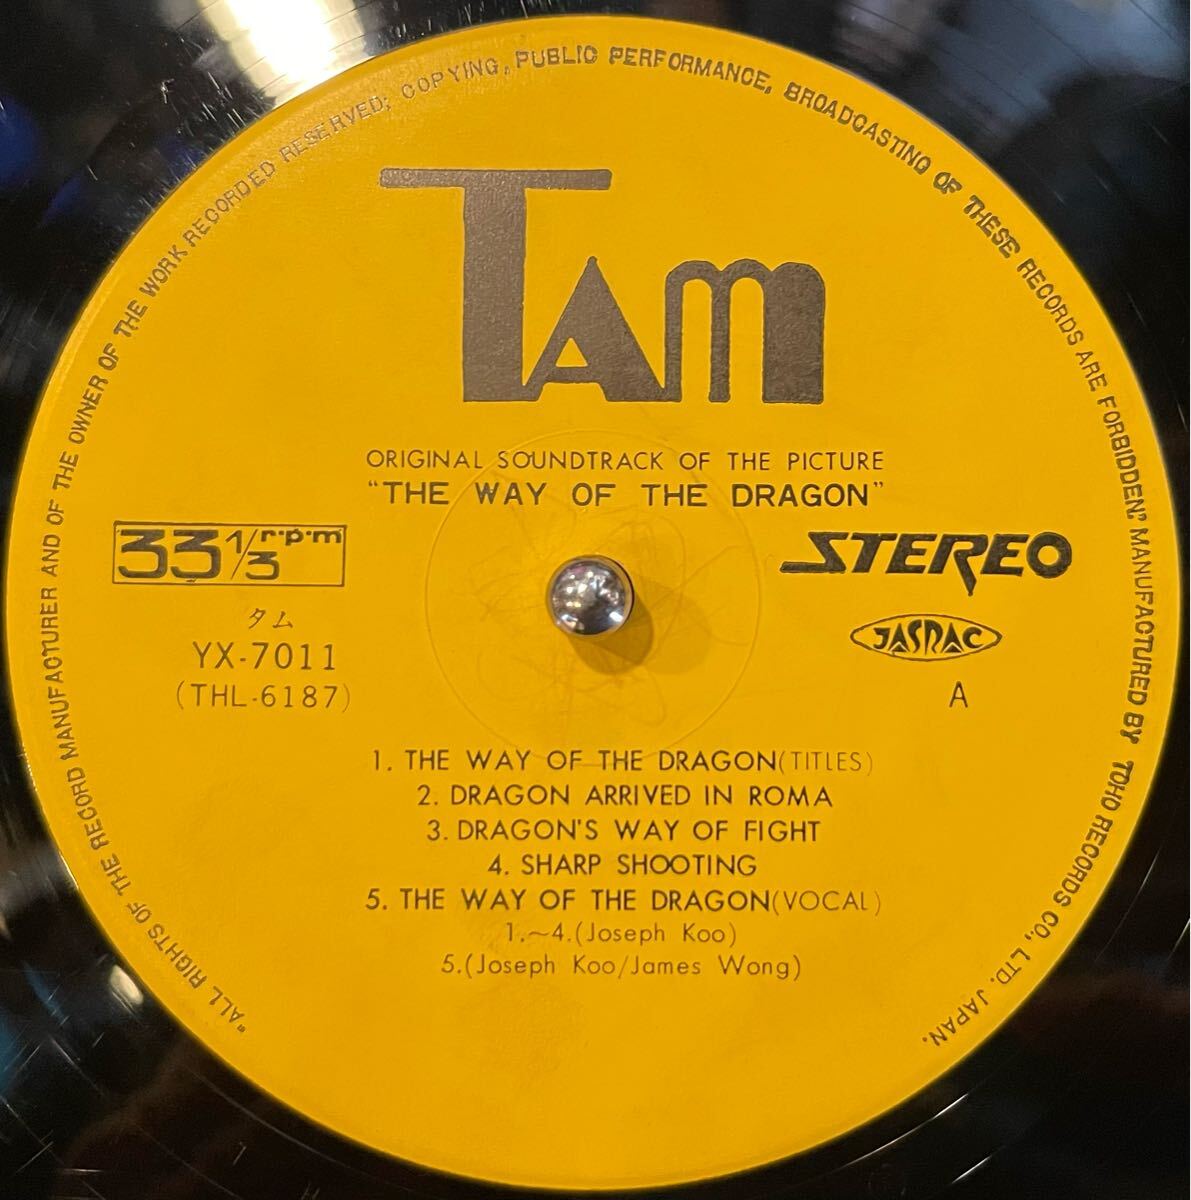 "ALL RIGHTS OF THE RECORD MANUFACTURER AND OF THE OWNER OF THE WORK RECORDED RESERVED; COPYING, PUBLIC PERFORMANCE, BROADCASTING OF THESE RECORDS ARE FORBIDDEN." MANUFACTURED BY TOHO RECORDS CO., LTD. JAPAN.
TAM
ORIGINAL SOUNDTRACK OF THE PICTURE
"THE WAY OF THE DRAGON"
33 1/3 r·p·m
STEREO
タム
YX-7011
(THL-6187)
JASRAC
A
1. THE WAY OF THE DRAGON(TITLES)
2. DRAGON ARRIVED IN ROMA
3. DRAGON'S WAY OF FIGHT
4. SHARP SHOOTING
5. THE WAY OF THE DRAGON(VOCAL)
1.~4.(Joseph Koo)
5.(Joseph Koo/James Wong)